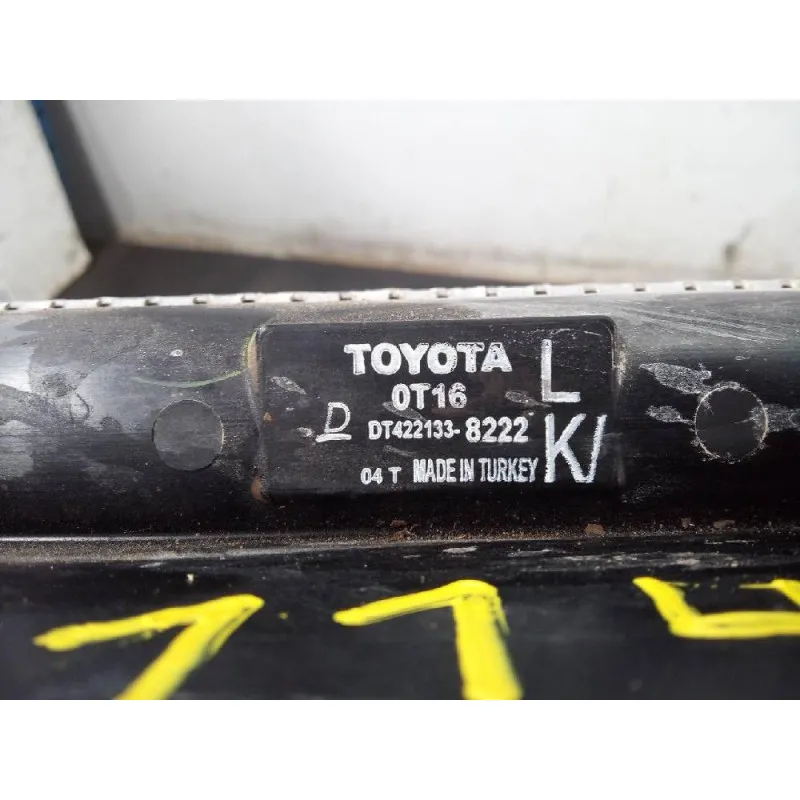 TOYOTA L
0T16
D DT422133-8222 K/
04 T MADE IN TURKEY